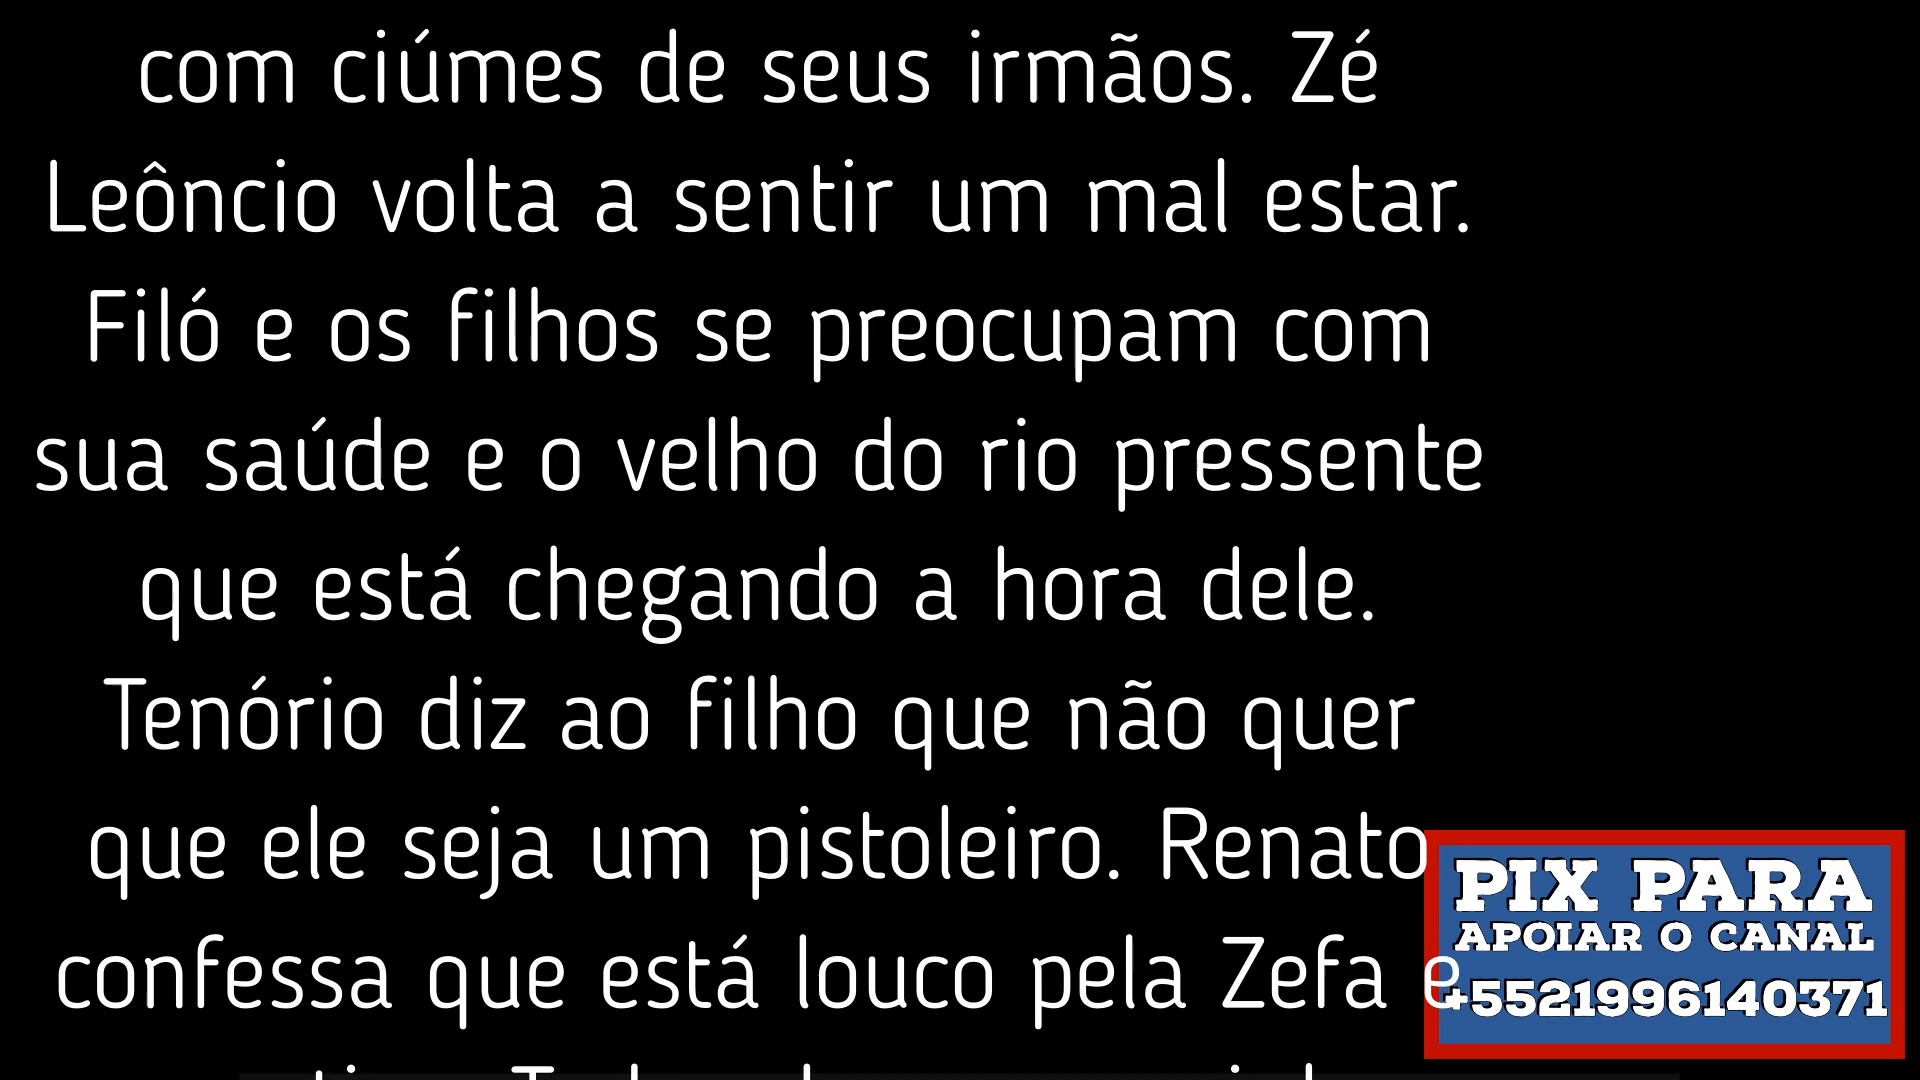 com ciúmes de seus irmãos. Zé
Leôncio volta a sentir um mal estar.
Filó e os filhos se preocupam com
sua saúde e o velho do rio pressente
que está chegando a hora dele.
Tenório diz ao filho que não quer
que ele seja um pistoleiro. Renato
confessa que está louco pela Zefa e
PIX PARA
APOIAR O CANAL
+5521996140371